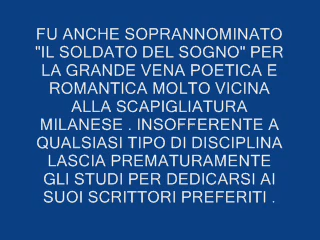 FU ANCHE SOPRANNOMINATO
"IL SOLDATO DEL SOGNO" PER
LA GRANDE VENA POETICA E
ROMANTICA MOLTO VICINA
ALLA SCAPIGLIATURA
MILANESE . INSOFFERENTE A
QUALSIASI TIPO DI DISCIPLINA
LASCIA PREMATURAMENTE
GLI STUDI PER DEDICARSI AI
SUOI SCRITTORI PREFERITI .